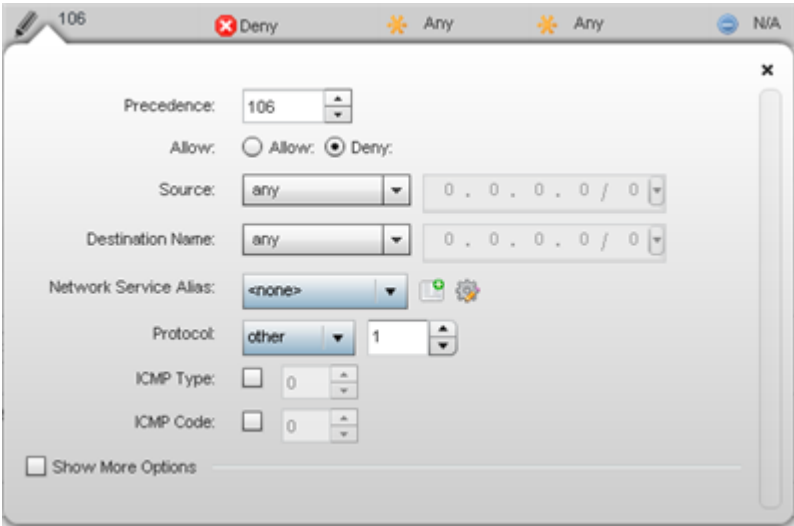 106 Deny Any Any N/A
Precedence: 106
Allow: Allow: Deny:
Source: any 0 . 0 . 0 . 0 / 0
Destination Name: any 0 . 0 . 0 . 0 / 0
Network Service Alias: <none>
Protocol: other 1
ICMP Type: 0
ICMP Code: 0
Show More Options